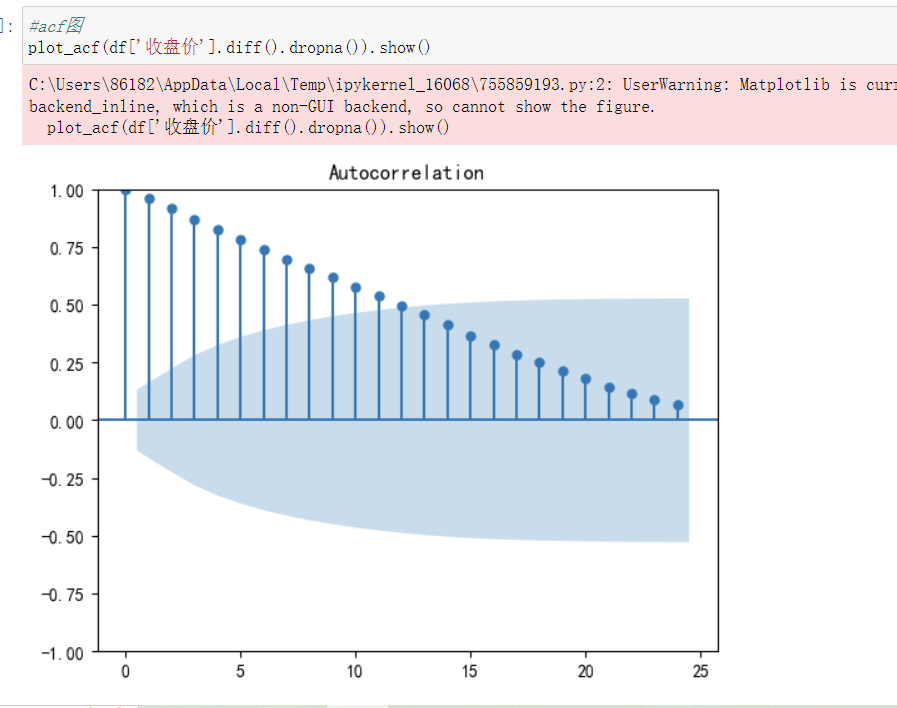 ]:
#acf图
plot_acf(df['收盘价'].diff().dropna()).show()
C:\Users\86182\AppData\Local\Temp\ipykernel_16068\755859193.py:2: UserWarning: Matplotlib is curr
backend_inline, which is a non-GUI backend, so cannot show the figure.
plot_acf(df['收盘价'].diff().dropna()).show()
Autocorrelation
1.00
0.75
0.50
0.25
0.00
−0.25
−0.50
−0.75
−1.00
0 5 10 15 20 25